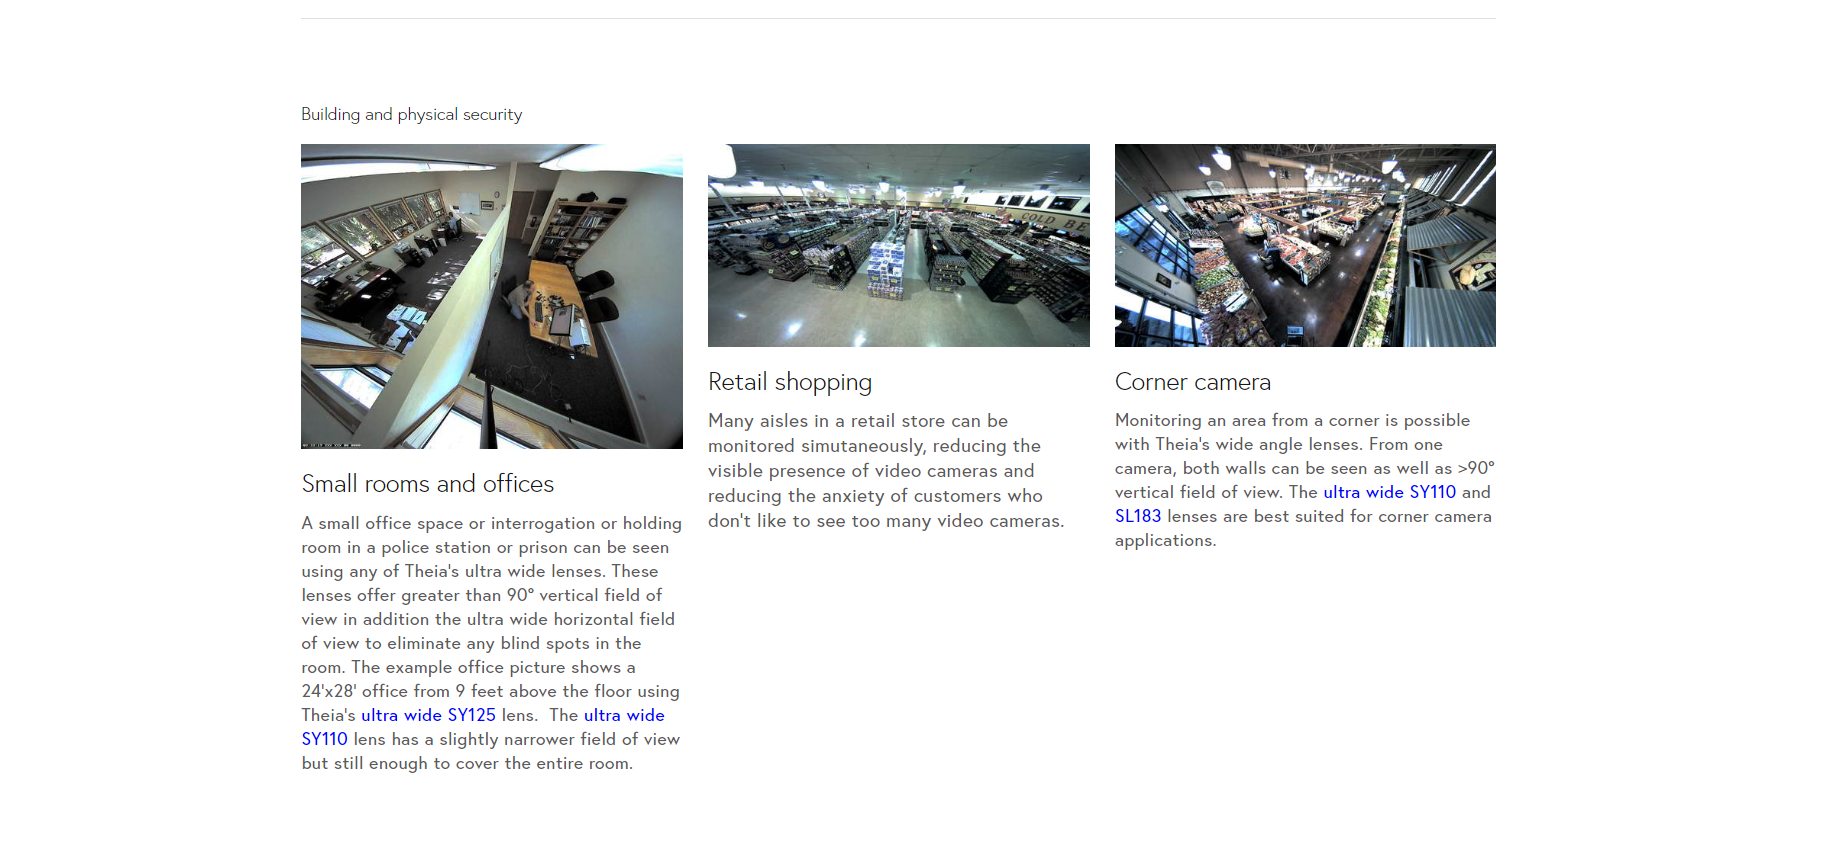 Building and physical security
COLD BE
Small rooms and offices
A small office space or interrogation or holding
room in a police station or prison can be seen
using any of Theia's ultra wide lenses. These
lenses offer greater than 90° vertical field of
view in addition the ultra wide horizontal field
of view to eliminate any blind spots in the
room. The example office picture shows a
24'x28' office from 9 feet above the floor using
Theia's ultra wide SY125 lens.  The ultra wide
SY110 lens has a slightly narrower field of view
but still enough to cover the entire room.
Retail shopping
Many aisles in a retail store can be
monitored simutaneously, reducing the
visible presence of video cameras and
reducing the anxiety of customers who
don't like to see too many video cameras.
Corner camera
Monitoring an area from a corner is possible
with Theia's wide angle lenses. From one
camera, both walls can be seen as well as >90°
vertical field of view. The ultra wide SY110 and
SL183 lenses are best suited for corner camera
applications.